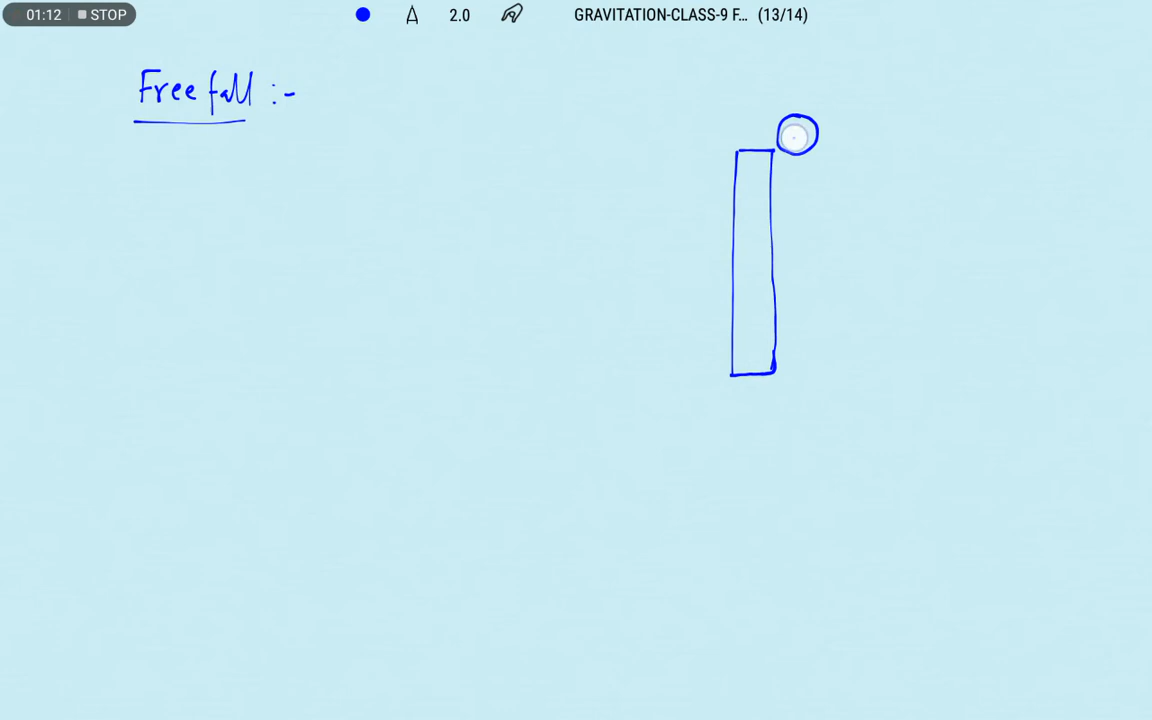 01:12 STOP 2.0 GRAVITATION-CLASS-9 F... (13/14)
Free fall :-